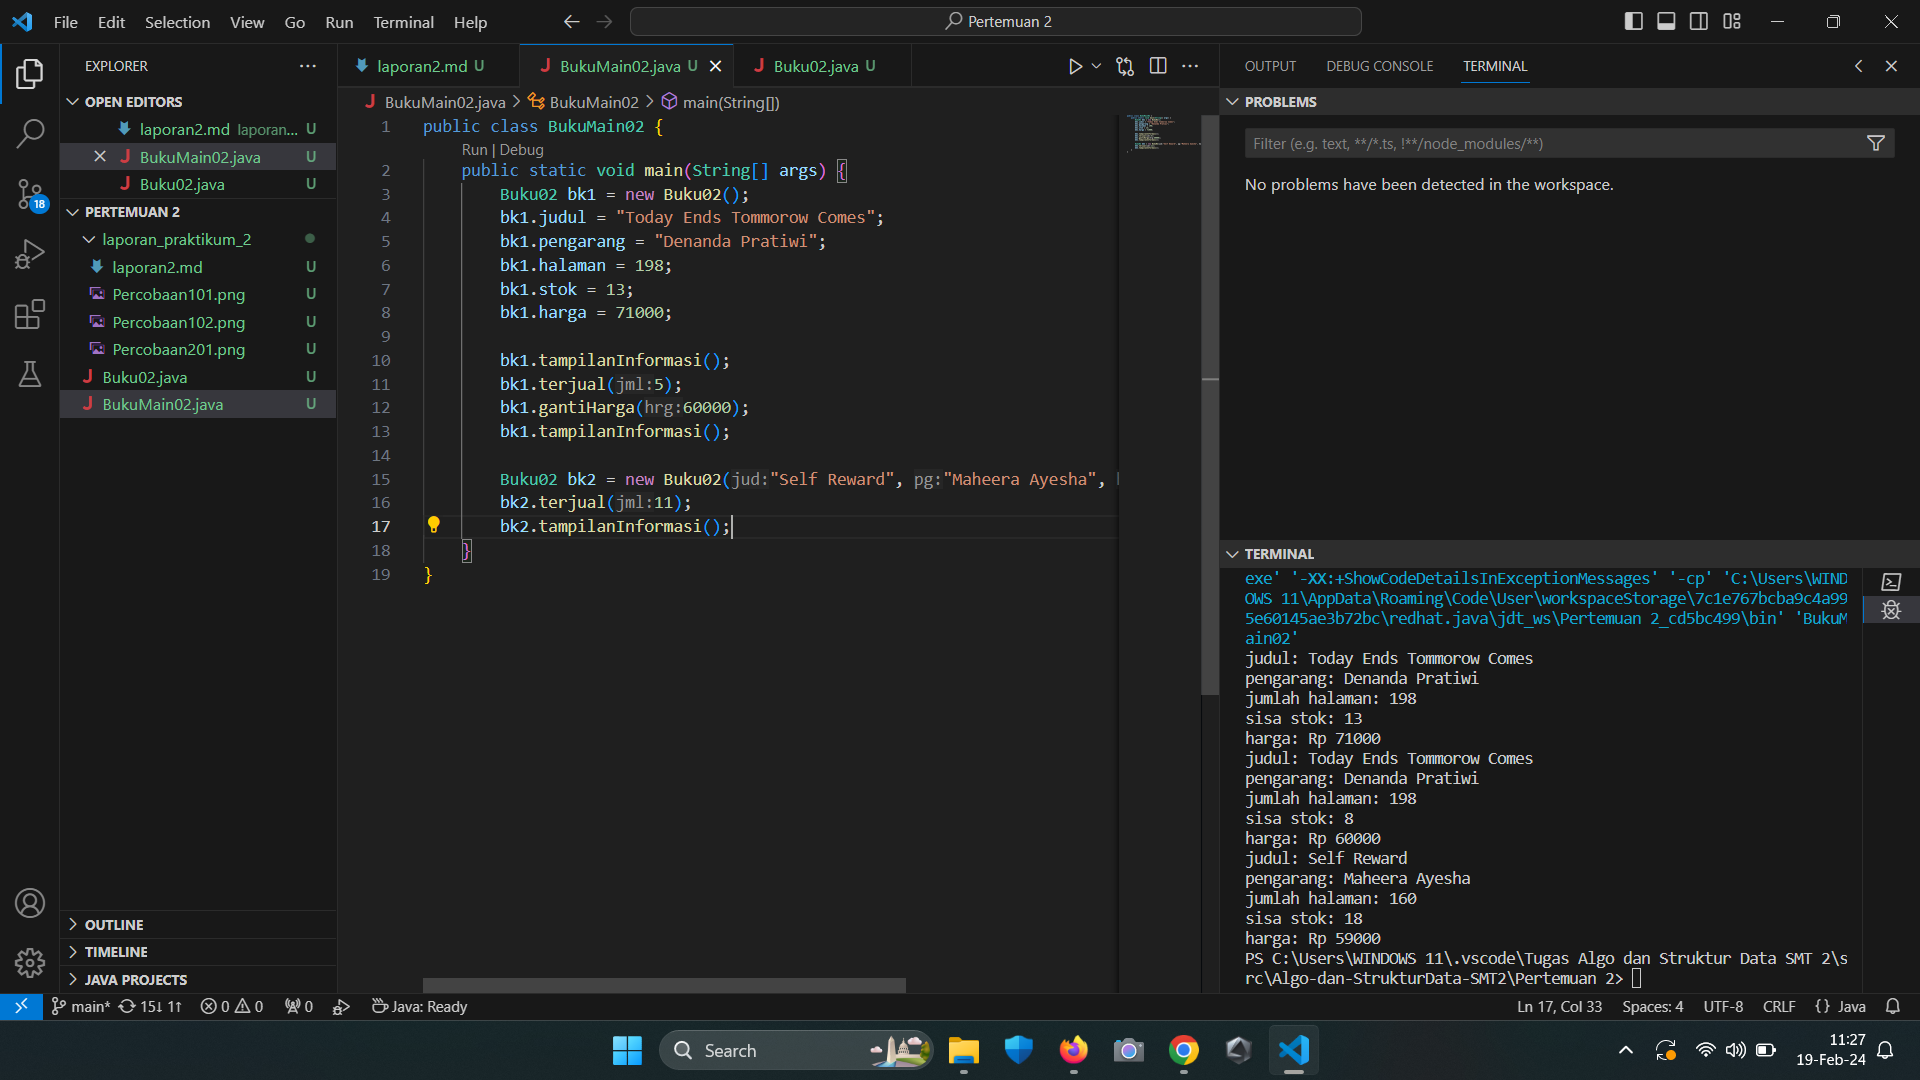 File Edit Selection View Go Run Terminal Help
Pertemuan 2
EXPLORER
OPEN EDITORS
laporan2.md laporan... U
BukuMain02.java U
Buku02.java U
PERTEMUAN 2
laporan_praktikum_2
laporan2.md U
Percobaan101.png U
Percobaan102.png U
Percobaan201.png U
Buku02.java U
BukuMain02.java U
OUTLINE
TIMELINE
JAVA PROJECTS
18
laporan2.md U
BukuMain02.java U
Buku02.java U
BukuMain02.java > BukuMain02 > main(String[])
1 public class BukuMain02 {
Run | Debug
2 public static void main(String[] args) {
3 Buku02 bk1 = new Buku02();
4 bk1.judul = "Today Ends Tommorow Comes";
5 bk1.pengarang = "Denanda Pratiwi";
6 bk1.halaman = 198;
7 bk1.stok = 13;
8 bk1.harga = 71000;
9
10 bk1.tampilanInformasi();
11 bk1.terjual(jml:5);
12 bk1.gantiHarga(hrg:60000);
13 bk1.tampilanInformasi();
14
15 Buku02 bk2 = new Buku02(jud:"Self Reward", pg:"Maheera Ayesha",
16 bk2.terjual(jml:11);
17 bk2.tampilanInformasi();
18 }
19 }
OUTPUT DEBUG CONSOLE TERMINAL
PROBLEMS
Filter (e.g. text, **/*.ts, !**/node_modules/**)
No problems have been detected in the workspace.
TERMINAL
exe' '-XX:+ShowCodeDetailsInExceptionMessages' '-cp' 'C:\Users\WIND
OWS 11\AppData\Roaming\Code\User\workspaceStorage\7c1e767bcba9c4a99
5e60145ae3b72bc\redhat.java\jdt_ws\Pertemuan 2_cd5bc499\bin' 'BukuM
ain02'
judul: Today Ends Tommorow Comes
pengarang: Denanda Pratiwi
jumlah halaman: 198
sisa stok: 13
harga: Rp 71000
judul: Today Ends Tommorow Comes
pengarang: Denanda Pratiwi
jumlah halaman: 198
sisa stok: 8
harga: Rp 60000
judul: Self Reward
pengarang: Maheera Ayesha
jumlah halaman: 160
sisa stok: 18
harga: Rp 59000
PS C:\Users\WINDOWS 11\.vscode\Tugas Algo dan Struktur Data SMT 2\s
rc\Algo-dan-StrukturData-SMT2\Pertemuan 2>
main* 15↓ 1↑ 0 0 0 Java: Ready
Ln 17, Col 33 Spaces: 4 UTF-8 CRLF {} Java
Search
11:27
19-Feb-24